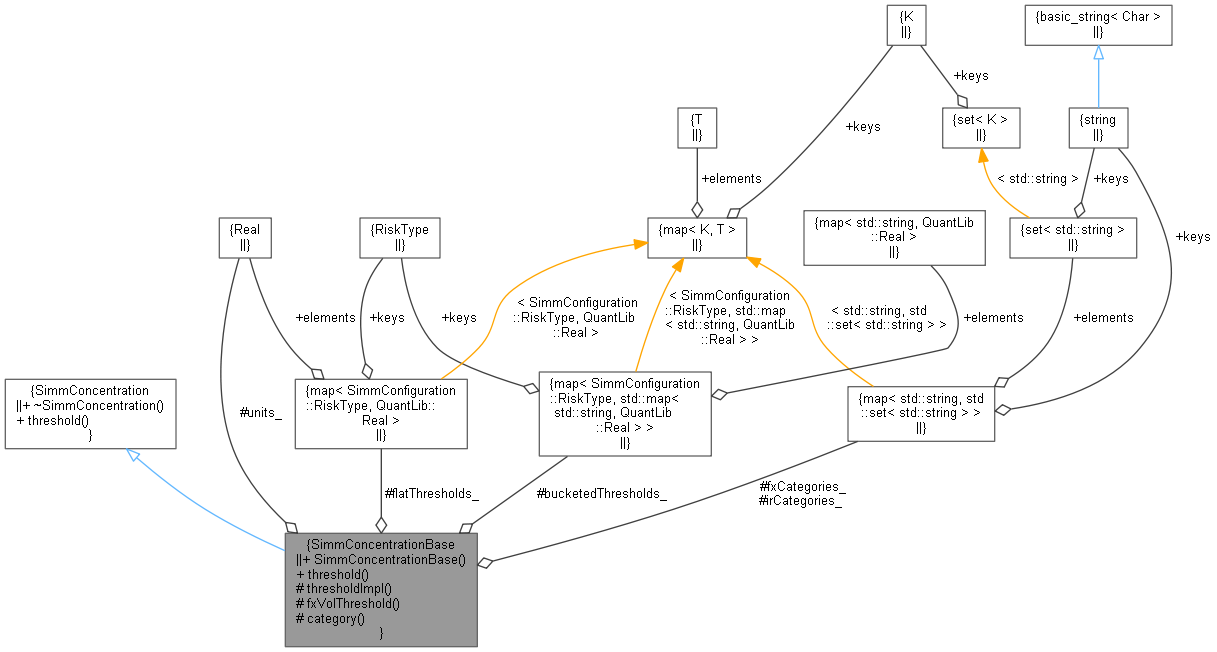 {K
||}
{basic_string< Char >
||}
+keys
{T
||}
{set< K >
||}
{string
||}
+keys
+elements
< std::string >
+keys
{Real
||}
{RiskType
||}
{map< K, T >
||}
{map< std::string, QuantLib
::Real >
||}
{set< std::string >
||}
+keys
< SimmConfiguration
::RiskType, QuantLib
::Real >
< SimmConfiguration
::RiskType, std::map
< std::string, QuantLib
::Real > >
< std::string, std
::set< std::string > >
+elements
+keys
+keys
+elements
+elements
{SimmConcentration
||+ ~SimmConcentration()
+ threshold()
}
#units_
{map< SimmConfiguration
::RiskType, QuantLib::
Real >
||}
{map< SimmConfiguration
::RiskType, std::map<
std::string, QuantLib
::Real > >
||}
{map< std::string, std
::set< std::string > >
||}
#flatThresholds_
#bucketedThresholds_
#fxCategories_
#irCategories_
{SimmConcentrationBase
||+ SimmConcentrationBase()
+ threshold()
# thresholdImpl()
# fxVolThreshold()
# category()
}